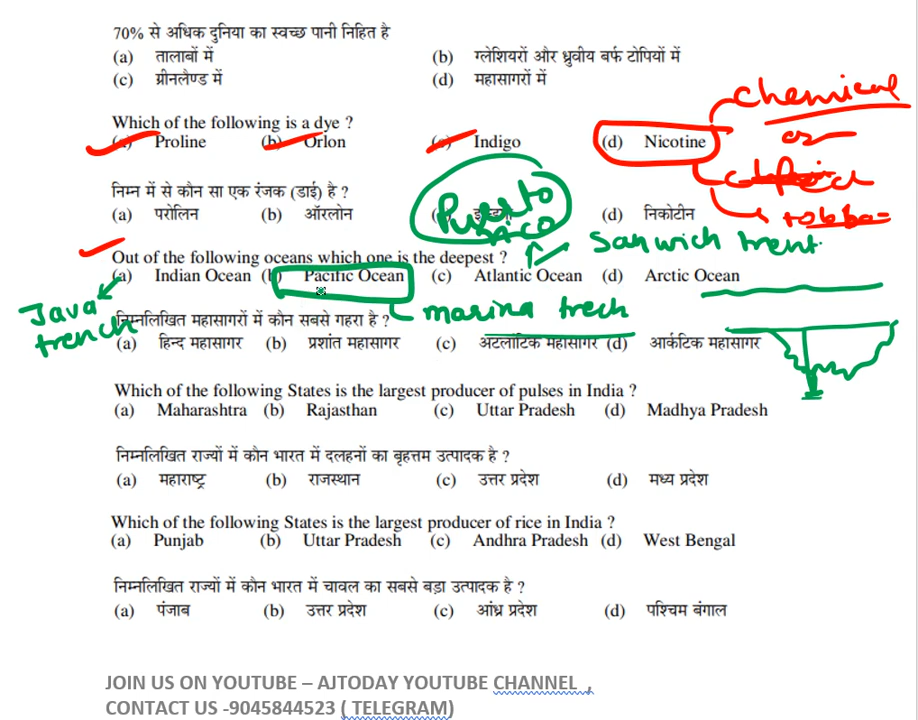 70% से अधिक दुनिया का स्वच्छ पानी निहित है
(a) तालाबों में (b) ग्लेशियरों और ध्रुवीय बर्फ टोपियों में
(c) ग्रीनलैण्ड में (d) महासागरों में
chemical
Which of the following is a dye ?
Proline (b) Orlon Indigo (d) Nicotine
or
निम्न में से कौन सा एक रंजक (डाई) है ?
(a) परोलिन (b) ऑरलोन (d) निकोटीन
Puerto
Rico
Sanwich trent
Out of the following oceans which one is the deepest ?
(a) Indian Ocean Pacific Ocean (c) Atlantic Ocean (d) Arctic Ocean
Java
trench
marina trech
निम्नलिखित महासागरों में कौन सबसे गहरा है ?
(a) हिन्द महासागर (b) प्रशांत महासागर (c) अटलांटिक महासागर (d) आर्कटिक महासागर
Which of the following States is the largest producer of pulses in India ?
(a) Maharashtra (b) Rajasthan (c) Uttar Pradesh (d) Madhya Pradesh
निम्नलिखित राज्यों में कौन भारत में दलहनों का बृहत्तम उत्पादक है ?
(a) महाराष्ट्र (b) राजस्थान (c) उत्तर प्रदेश (d) मध्य प्रदेश
Which of the following States is the largest producer of rice in India ?
(a) Punjab (b) Uttar Pradesh (c) Andhra Pradesh (d) West Bengal
निम्नलिखित राज्यों में कौन भारत में चावल का सबसे बड़ा उत्पादक है ?
(a) पंजाब (b) उत्तर प्रदेश (c) आंध्र प्रदेश (d) पश्चिम बंगाल
JOIN US ON YOUTUBE – AJTODAY YOUTUBE CHANNEL ,
CONTACT US -9045844523 ( TELEGRAM)